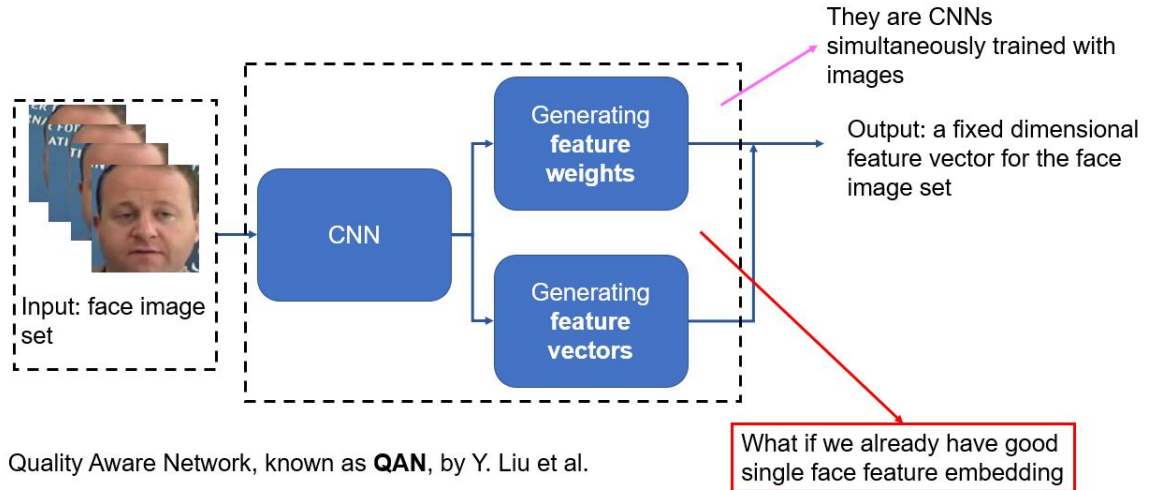 They are CNNs
simultaneously trained with
images
Generating
feature
weights
Output: a fixed dimensional
feature vector for the face
image set
CNN
Input: face image
set
Generating
feature
vectors
What if we already have good
single face feature embedding
Quality Aware Network, known as QAN, by Y. Liu et al.